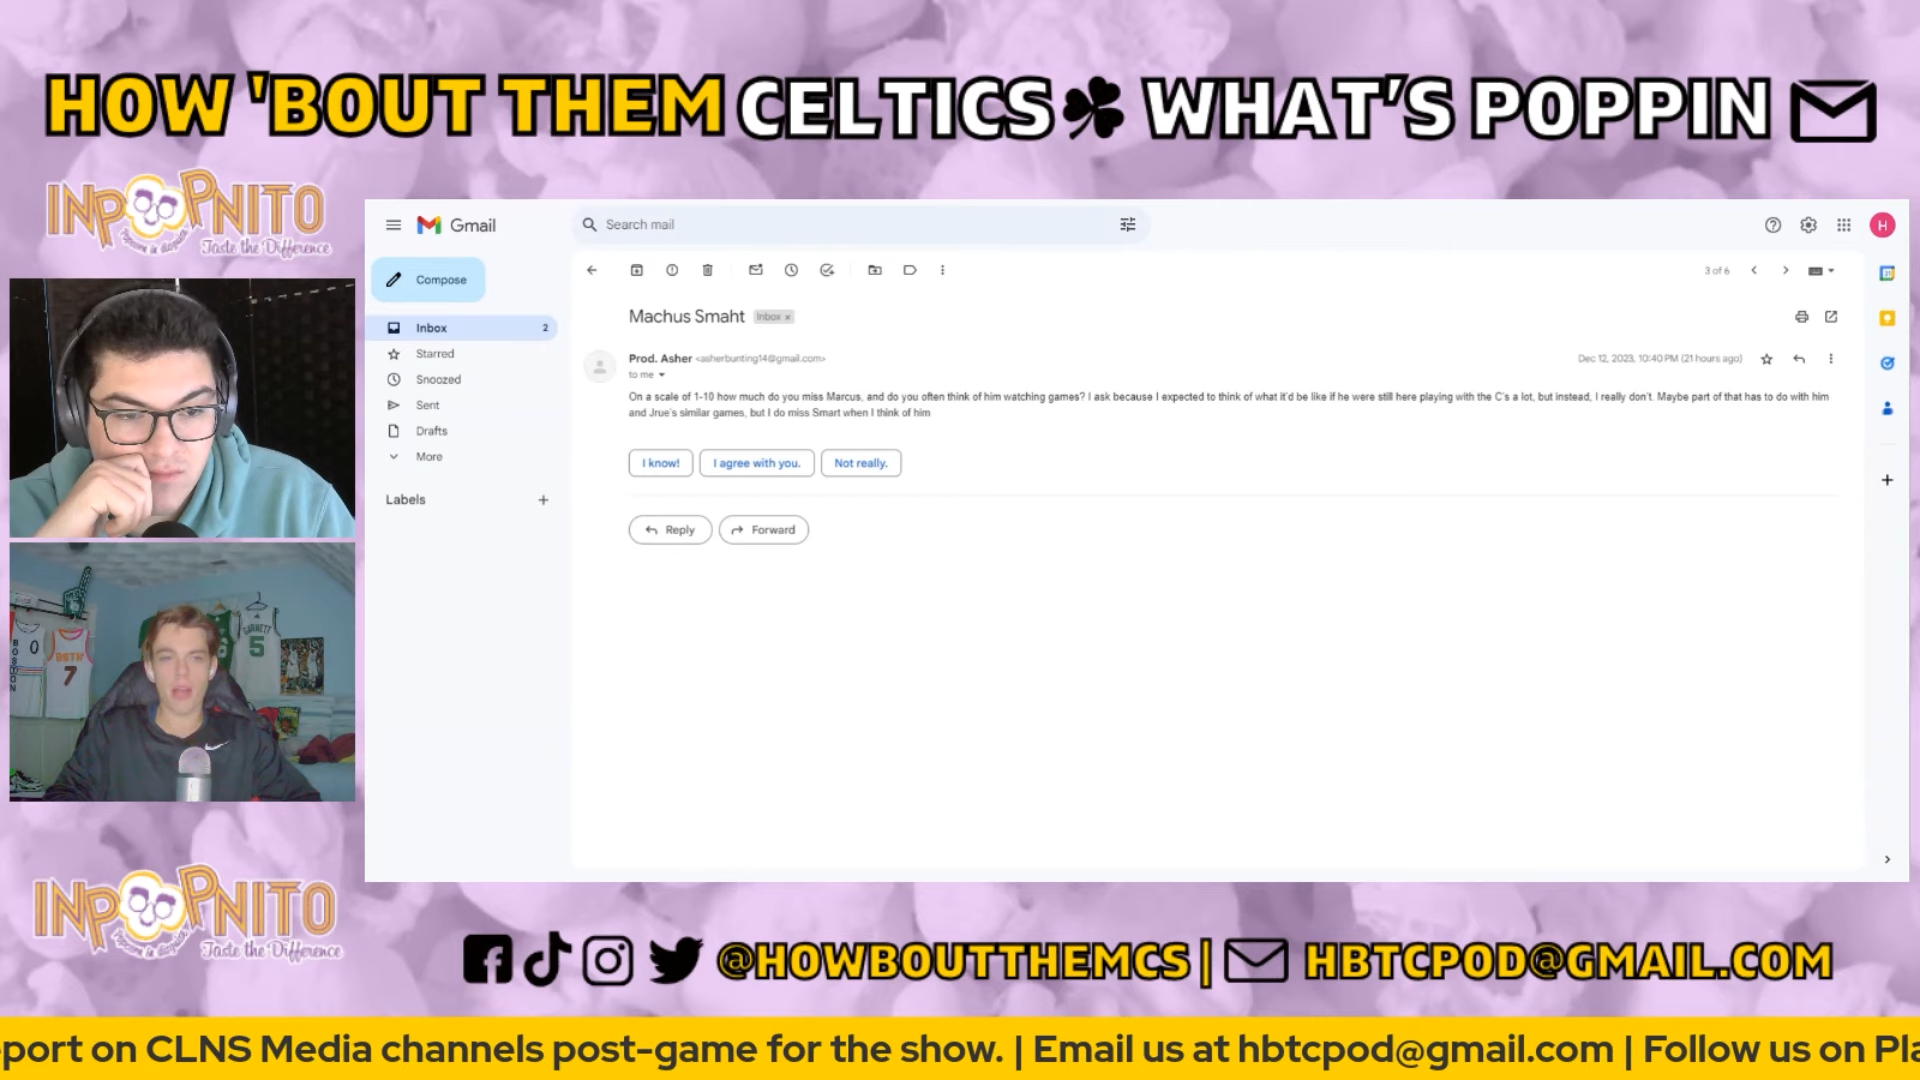 HOW 'BOUT THEM CELTICS WHAT'S POPPIN
INPOPNITO
Taste the Difference
Gmail
Search mail
H
Compose
Inbox 2
Starred
Snoozed
Sent
Drafts
More
Labels
3 of 6
Machus Smaht Inbox x
Prod. Asher <asherbunting14@gmail.com>
Dec 12, 2023, 10:40 PM (21 hours ago)
to me
On a scale of 1-10 how much do you miss Marcus, and do you often think of him watching games? I ask because I expected to think of what it'd be like if he were still here playing with the C's a lot, but instead, I really don't. Maybe part of that has to do with him
and Jrue's similar games, but I do miss Smart when I think of him
I know! I agree with you. Not really.
Reply Forward
BOSTON
0
7
GARNETT
5
INPOPNITO
Taste the Difference
@HOWBOUTTHEMCS | HBTCPOD@GMAIL.COM
port on CLNS Media channels post-game for the show. | Email us at hbtcpod@gmail.com | Follow us on Pla